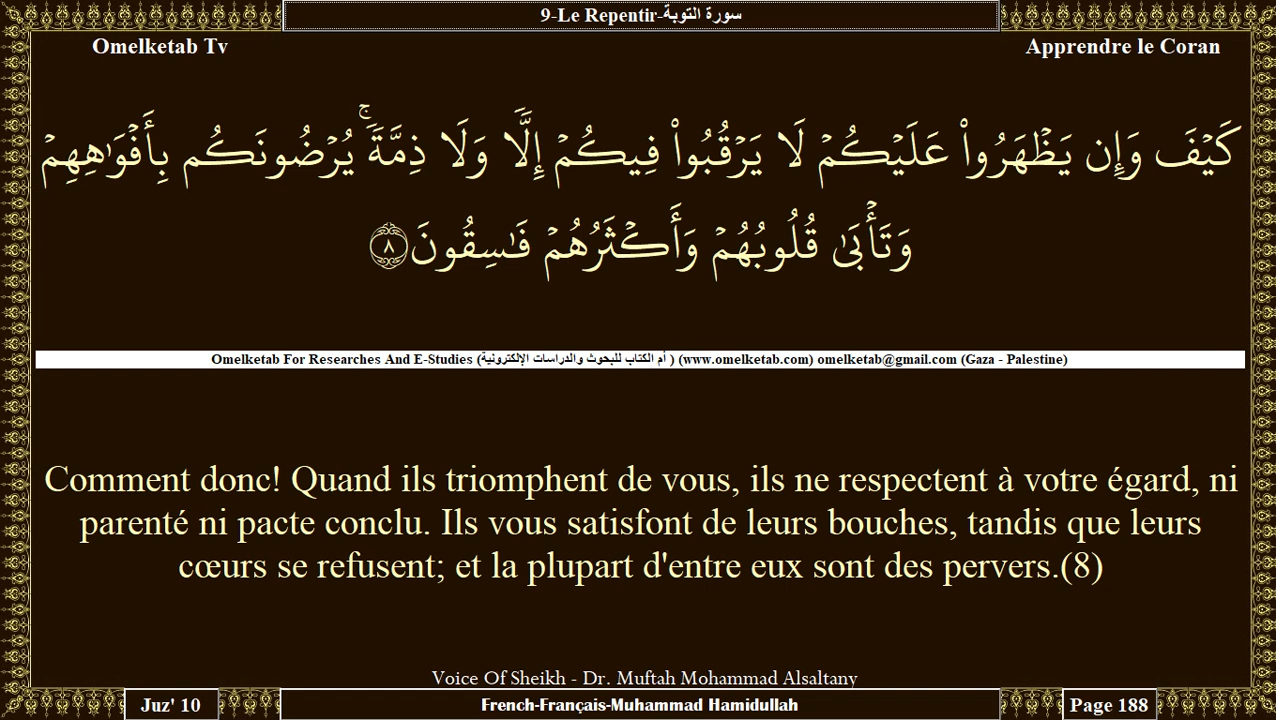 9-Le Repentir-سورة التوبة
Omelketab Tv
Apprendre le Coran
كَيۡفَ وَإِن يَظۡهَرُواْ عَلَيۡكُمۡ لَا يَرۡقُبُواْ فِيكُمۡ إِلّٗا وَلَا ذِمَّةٗۚ يُرۡضُونَكُم بِأَفۡوَٰهِهِمۡ
وَتَأۡبَىٰ قُلُوبُهُمۡ وَأَكۡثَرُهُمۡ فَٰسِقُونَ ٨
Omelketab For Researches And E-Studies (أم الكتاب للبحوث والدراسات الإلكترونية ) (www.omelketab.com) omelketab@gmail.com (Gaza - Palestine)
Comment donc! Quand ils triomphent de vous, ils ne respectent à votre égard, ni
parenté ni pacte conclu. Ils vous satisfont de leurs bouches, tandis que leurs
cœurs se refusent; et la plupart d'entre eux sont des pervers.(8)
Voice Of Sheikh - Dr. Muftah Mohammad Alsaltany
Juz' 10
French-Français-Muhammad Hamidullah
Page 188